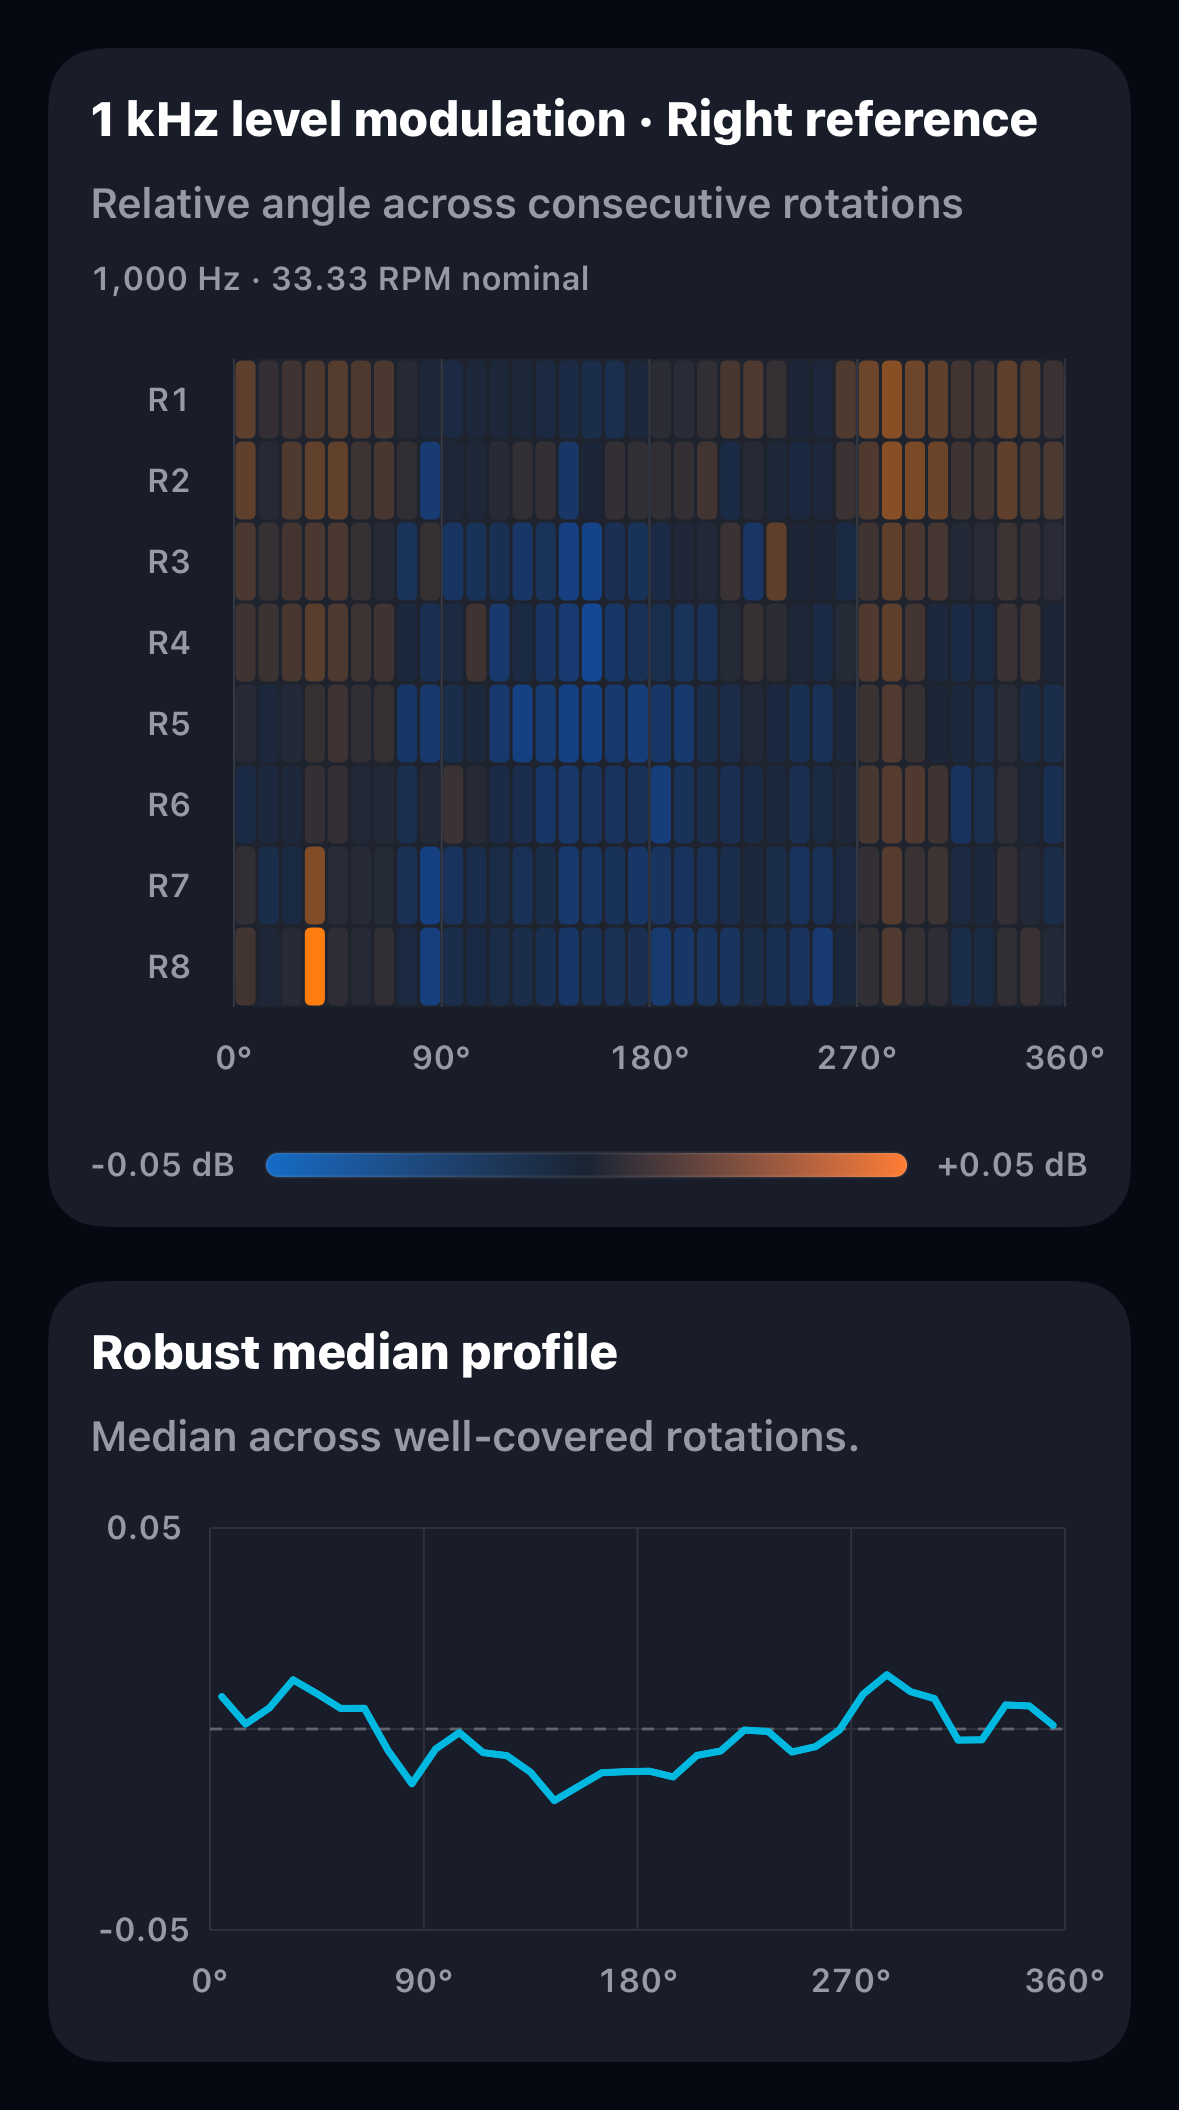 1 kHz level modulation · Right reference
Relative angle across consecutive rotations
1,000 Hz · 33.33 RPM nominal
R1
R2
R3
R4
R5
R6
R7
R8
0° 90° 180° 270° 360°
-0.05 dB +0.05 dB
Robust median profile
Median across well-covered rotations.
0.05
-0.05
0° 90° 180° 270° 360°